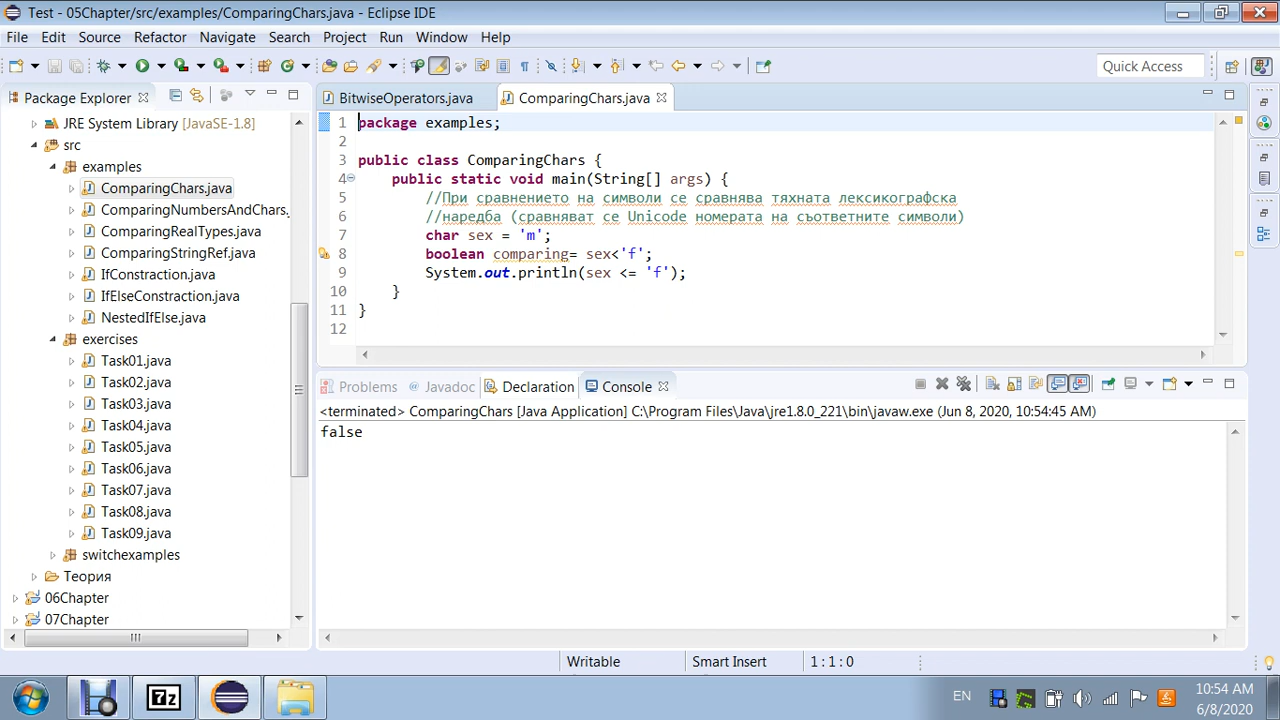 Test - 05Chapter/src/examples/ComparingChars.java - Eclipse IDE
File Edit Source Refactor Navigate Search Project Run Window Help
Quick Access
Package Explorer
JRE System Library [JavaSE-1.8]
src
examples
ComparingChars.java
ComparingNumbersAndChars.
ComparingRealTypes.java
ComparingStringRef.java
IfConstraction.java
IfElseConstraction.java
NestedIfElse.java
exercises
Task01.java
Task02.java
Task03.java
Task04.java
Task05.java
Task06.java
Task07.java
Task08.java
Task09.java
switchexamples
Теория
06Chapter
07Chapter
BitwiseOperators.java ComparingChars.java
1 package examples;
2
3 public class ComparingChars {
4 public static void main(String[] args) {
5 //При сравнението на символи се сравнява тяхната лексикографска
6 //наредба (сравняват се Unicode номерата на съответните символи)
7 char sex = 'm';
8 boolean comparing= sex<'f';
9 System.out.println(sex <= 'f');
10 }
11 }
12
Problems @ Javadoc Declaration Console
<terminated> ComparingChars [Java Application] C:\Program Files\Java\jre1.8.0_221\bin\javaw.exe (Jun 8, 2020, 10:54:45 AM)
false
Writable Smart Insert 1 : 1 : 0
7z
EN
10:54 AM
6/8/2020